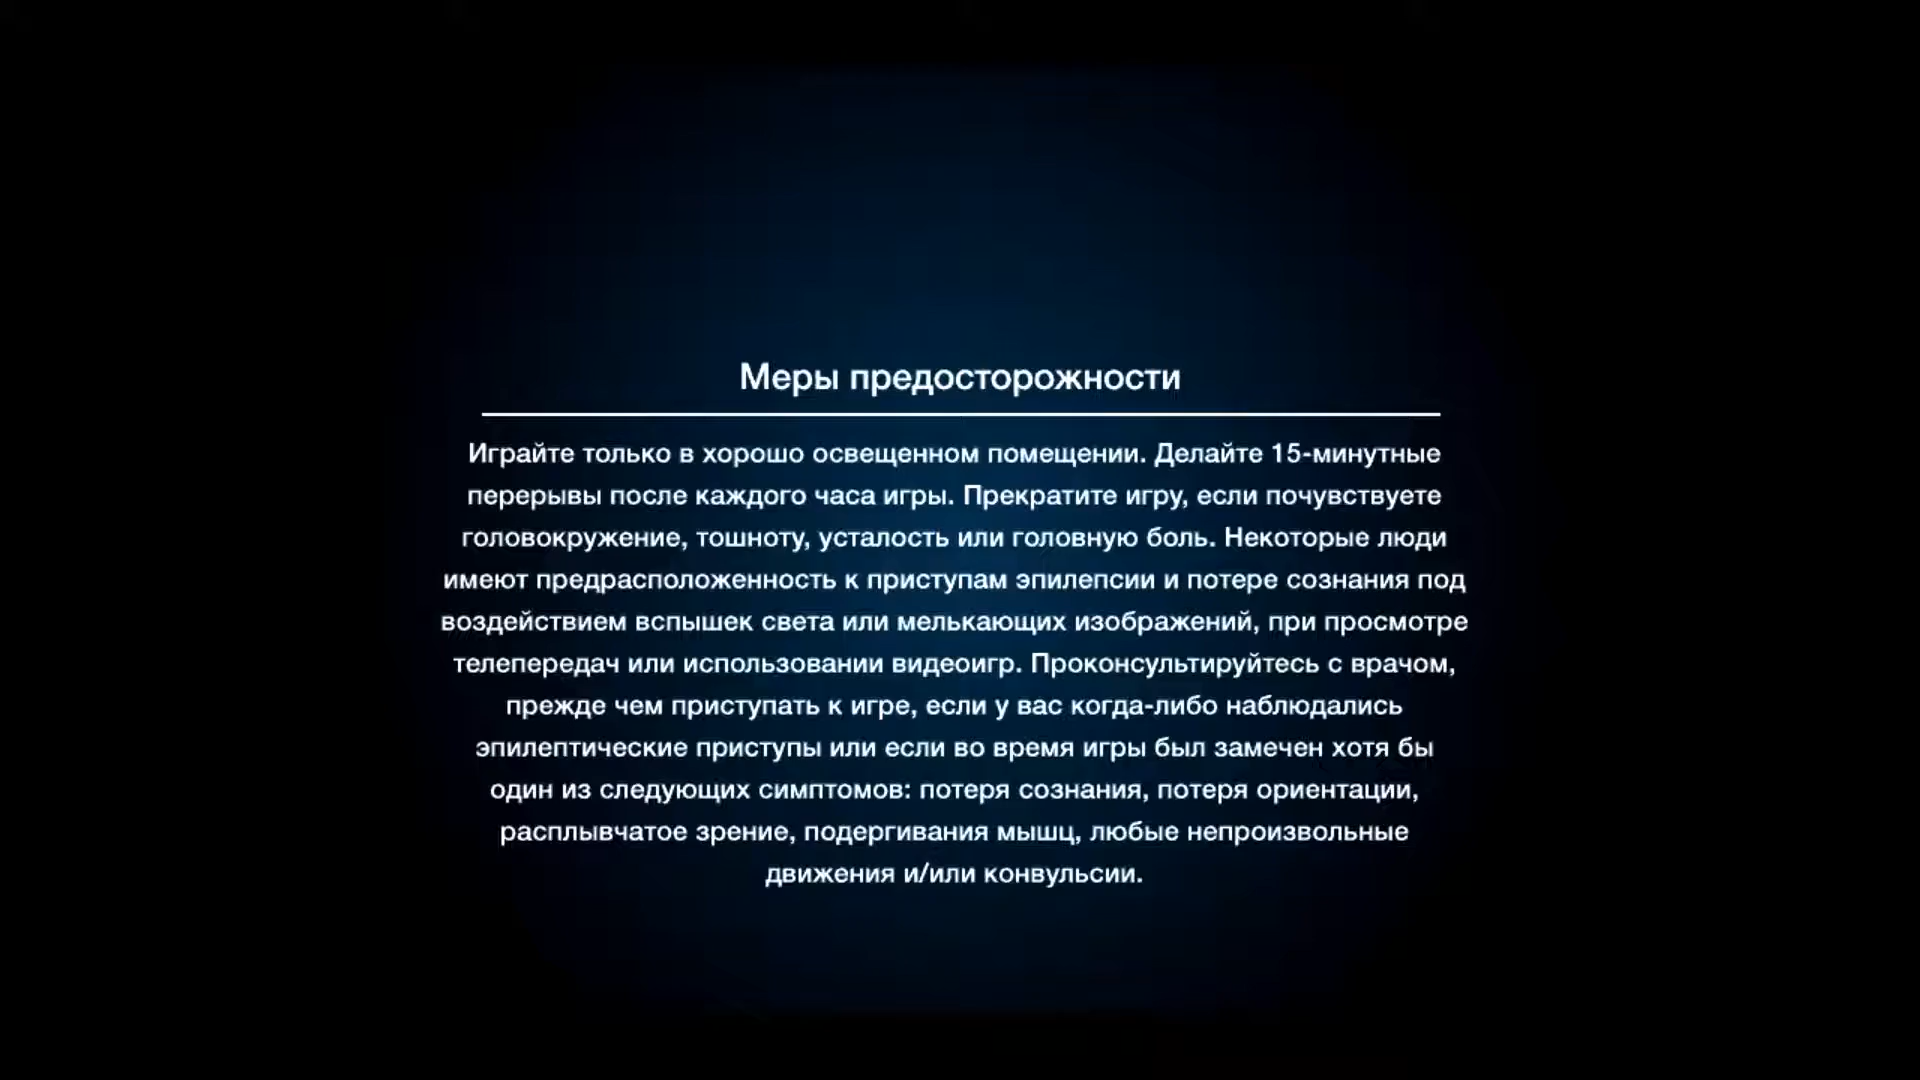 Меры предосторожности
Играйте только в хорошо освещенном помещении. Делайте 15-минутные
перерывы после каждого часа игры. Прекратите игру, если почувствуете
головокружение, тошноту, усталость или головную боль. Некоторые люди
имеют предрасположенность к приступам эпилепсии и потере сознания под
воздействием вспышек света или мелькающих изображений, при просмотре
телепередач или использовании видеоигр. Проконсультируйтесь с врачом,
прежде чем приступать к игре, если у вас когда-либо наблюдались
эпилептические приступы или если во время игры был замечен хотя бы
один из следующих симптомов: потеря сознания, потеря ориентации,
расплывчатое зрение, подергивания мышц, любые непроизвольные
движения и/или конвульсии.